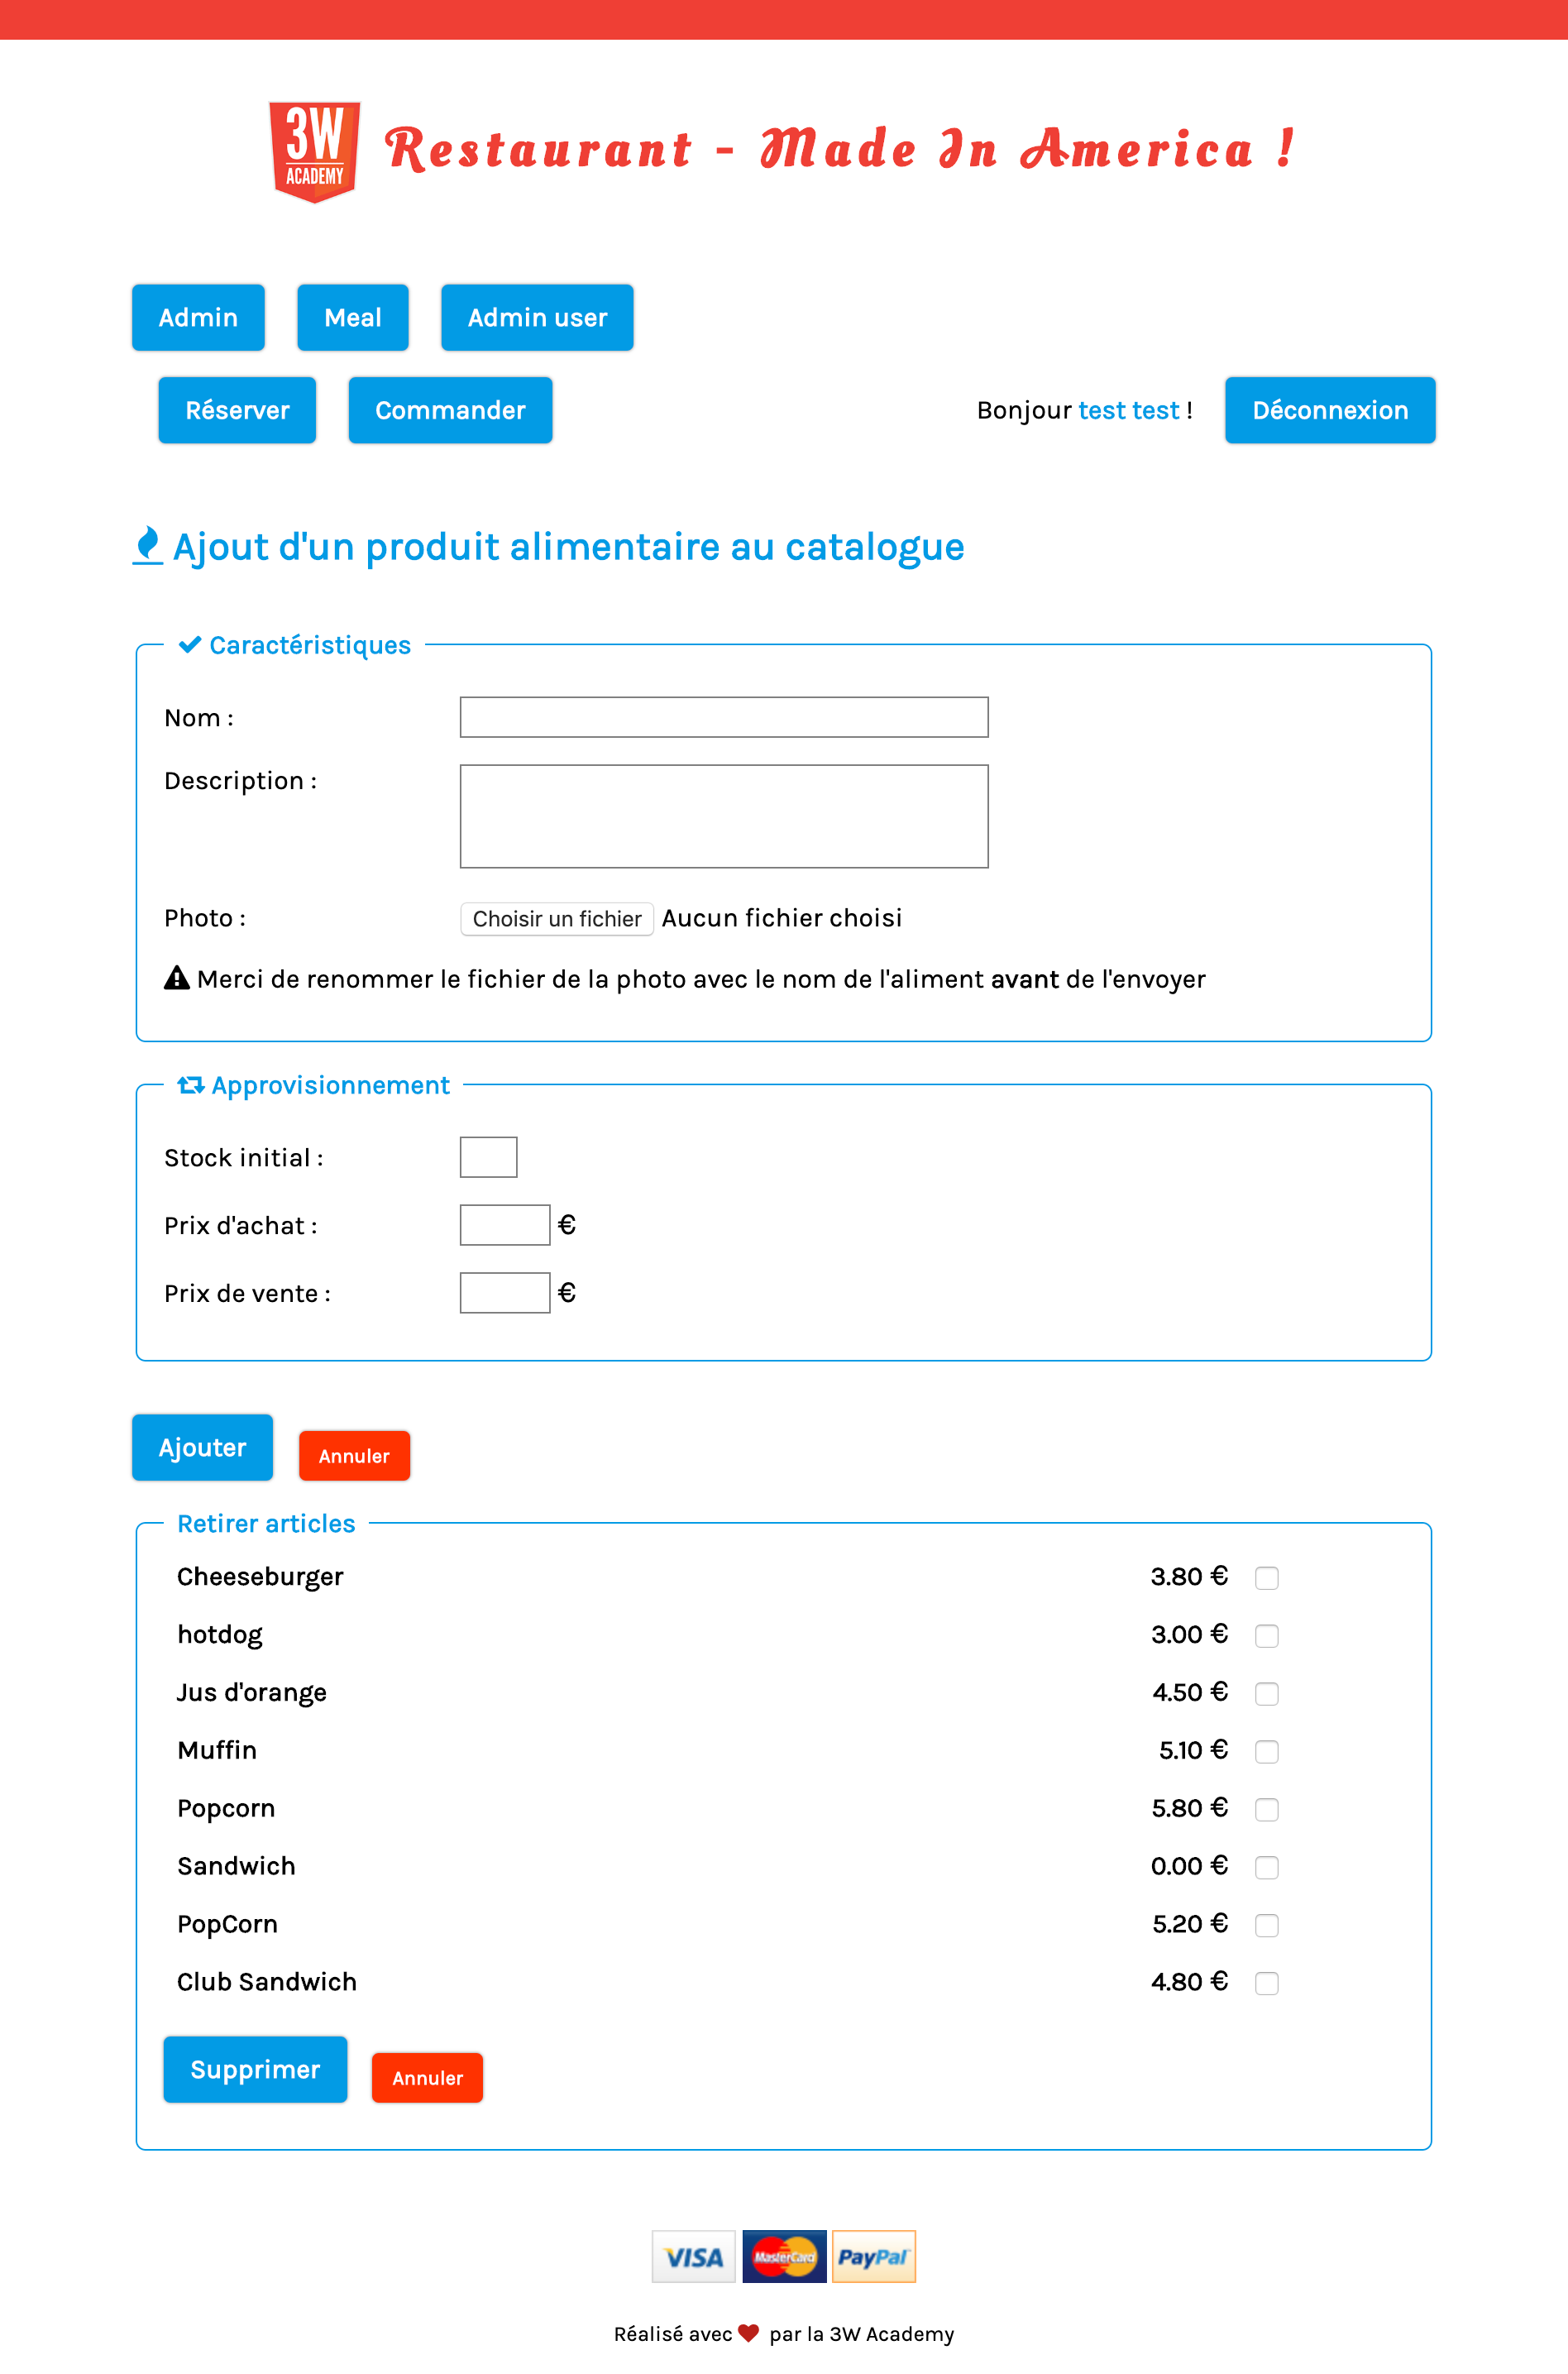 3W
ACADEMY
Restaurant - Made In America !
Admin Meal Admin user
Réserver Commander Bonjour test test ! Déconnexion
Ajout d'un produit alimentaire au catalogue
Caractéristiques
Nom :
Description :
Photo : Choisir un fichier Aucun fichier choisi
Merci de renommer le fichier de la photo avec le nom de l'aliment avant de l'envoyer
Approvisionnement
Stock initial :
Prix d'achat : €
Prix de vente : €
Ajouter Annuler
Retirer articles
Cheeseburger 3.80 €
hotdog 3.00 €
Jus d'orange 4.50 €
Muffin 5.10 €
Popcorn 5.80 €
Sandwich 0.00 €
PopCorn 5.20 €
Club Sandwich 4.80 €
Supprimer Annuler
VISA MasterCard PayPal
Réalisé avec par la 3W Academy